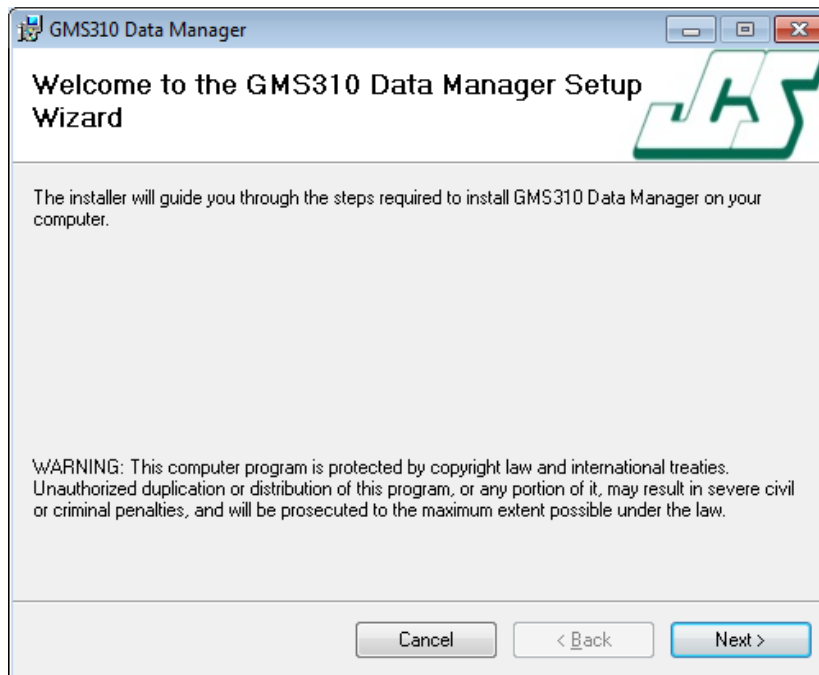 GMS310 Data Manager
Welcome to the GMS310 Data Manager Setup
Wizard
JHS
The installer will guide you through the steps required to install GMS310 Data Manager on your
computer.
WARNING: This computer program is protected by copyright law and international treaties.
Unauthorized duplication or distribution of this program, or any portion of it, may result in severe civil
or criminal penalties, and will be prosecuted to the maximum extent possible under the law.
Cancel
< Back
Next >